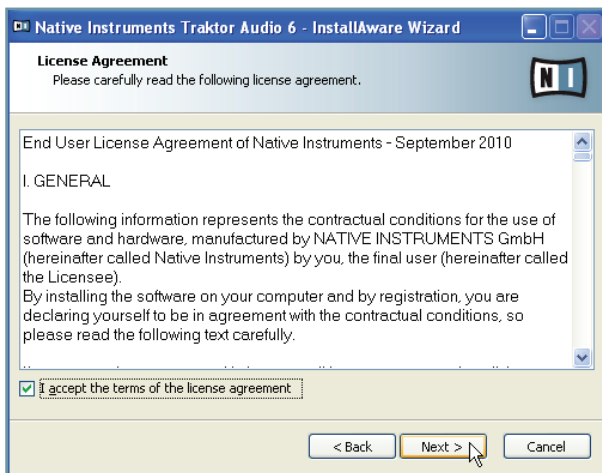 Native Instruments Traktor Audio 6 - InstallAware Wizard
License Agreement
Please carefully read the following license agreement.
N I
End User License Agreement of Native Instruments - September 2010
I. GENERAL
The following information represents the contractual conditions for the use of
software and hardware, manufactured by NATIVE INSTRUMENTS GmbH
(hereinafter called Native Instruments) by you, the final user (hereinafter called
the Licensee).
By installing the software on your computer and by registration, you are
declaring yourself to be in agreement with the contractual conditions, so
please read the following text carefully.
I accept the terms of the license agreement
< Back
Next >
Cancel